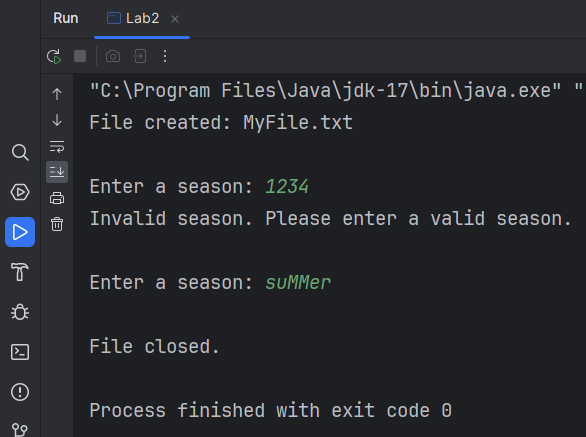 Run Lab2
"C:\Program Files\Java\jdk-17\bin\java.exe" "
File created: MyFile.txt
Enter a season: 1234
Invalid season. Please enter a valid season.
Enter a season: suMMer
File closed.
Process finished with exit code 0